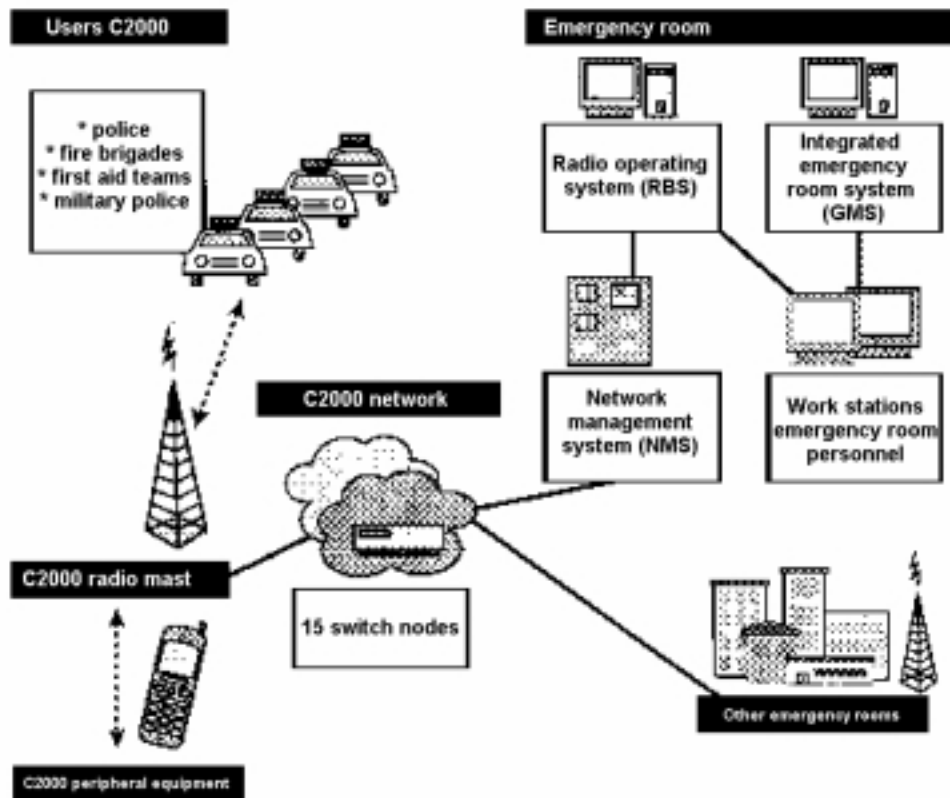 Users C2000
* police
* fire brigades
* first aid teams
* military police
Emergency room
Radio operating
system (RBS)
Integrated
emergency
room system
(GMS)
C2000 network
Network
management
system (NMS)
Work stations
emergency room
personnel
C2000 radio mast
15 switch nodes
Other emergency rooms
C2000 peripheral equipment